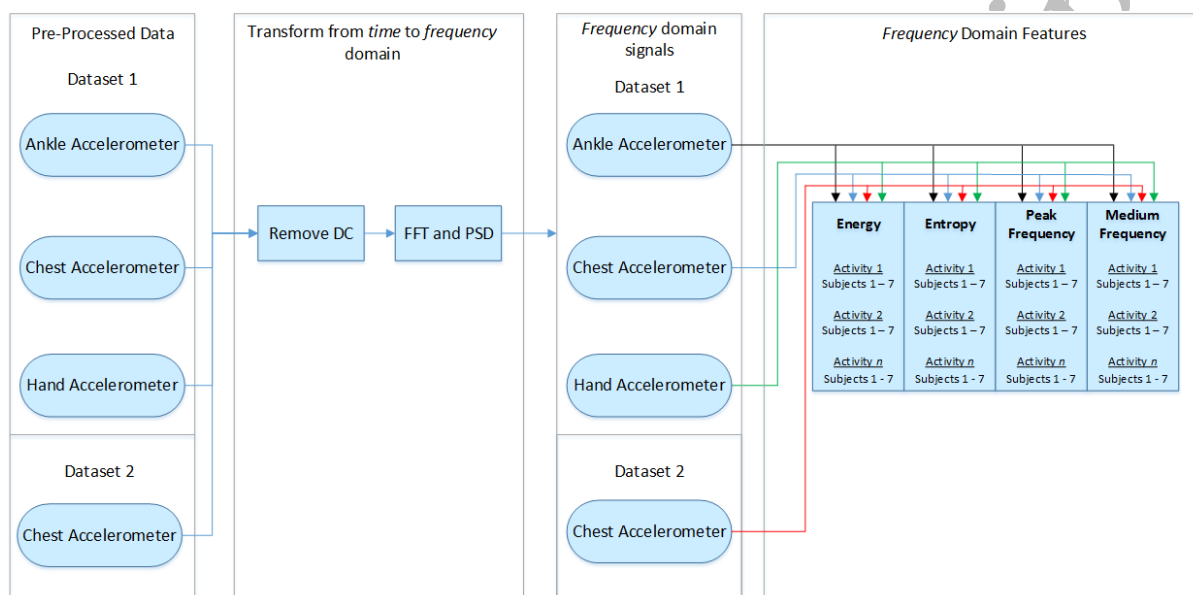 Pre-Processed Data
Dataset 1
Ankle Accelerometer
Chest Accelerometer
Hand Accelerometer
Dataset 2
Chest Accelerometer
Transform from time to frequency
domain
Remove DC
FFT and PSD
Frequency domain
signals
Dataset 1
Ankle Accelerometer
Chest Accelerometer
Hand Accelerometer
Dataset 2
Chest Accelerometer
Frequency Domain Features
Energy
Activity 1
Subjects 1 – 7
Activity 2
Subjects 1 – 7
Activity n
Subjects 1 - 7
Entropy
Activity 1
Subjects 1 – 7
Activity 2
Subjects 1 – 7
Activity n
Subjects 1 - 7
Peak
Frequency
Activity 1
Subjects 1 – 7
Activity 2
Subjects 1 – 7
Activity n
Subjects 1 - 7
Medium
Frequency
Activity 1
Subjects 1 – 7
Activity 2
Subjects 1 – 7
Activity n
Subjects 1 - 7